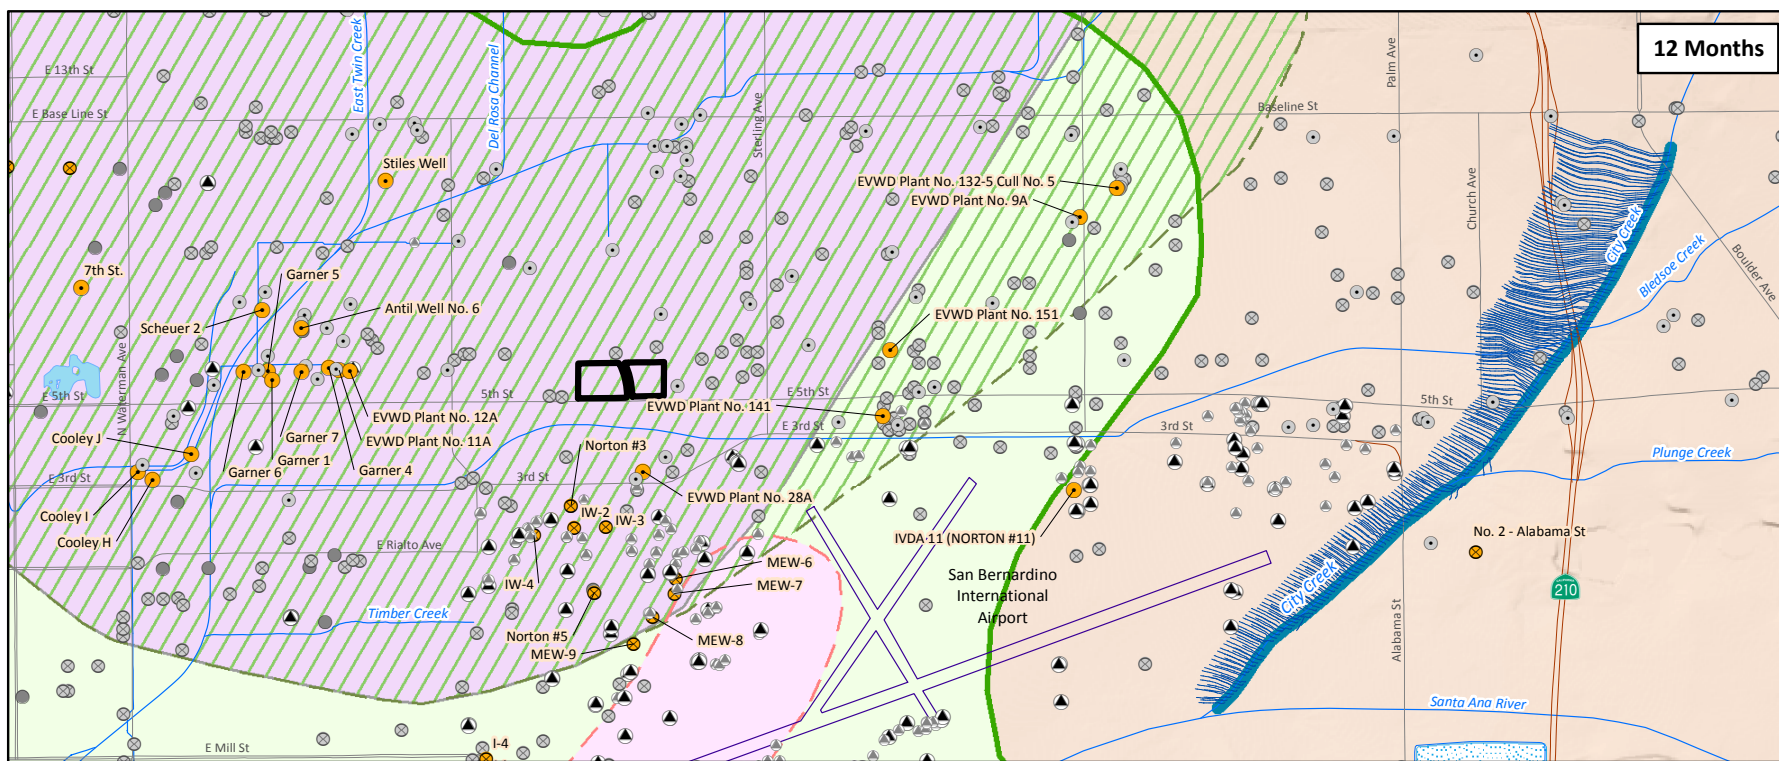 12 Months
E 13th St
East Twin Creek
Del Rosa Channel
Palm Ave
E Base Line St
Baseline St
Sterling Ave
Stiles Well
EVWD Plant No. 132-5 Cull No. 5
EVWD Plant No. 9A
Church Ave
City Creek
Bledsoe Creek
Boulder Ave
7th St.
Garner 5
Antil Well No. 6
Scheuer 2
EVWD Plant No. 151
N Waterman Ave
E 5th St
5th St
E 5th St
5th St
EVWD Plant No. 141
EVWD Plant No. 12A
E 3rd St
3rd St
Cooley J
Garner 7
EVWD Plant No. 11A
Norton #3
Garner 6
Garner 1
Garner 4
Plunge Creek
E 3rd St
3rd St
EVWD Plant No. 28A
Cooley I
IW-2
IW-3
Cooley H
E Rialto Ave
IVDA 11 (NORTON #11)
No. 2 - Alabama St
IW-4
MEW-6
MEW-7
San Bernardino
International
Airport
City Creek
210
Timber Creek
Norton #5
MEW-8
MEW-9
Alabama St
Santa Ana River
E Mill St
I-4